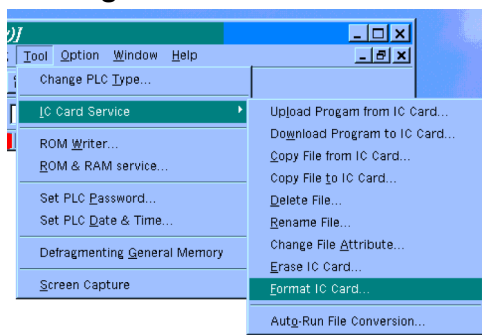 )]
Tool Option Window Help
Change PLC Type...
IC Card Service
ROM Writer...
ROM & RAM service...
Set PLC Password...
Set PLC Date & Time...
Defragmenting General Memory
Screen Capture
Upload Progam from IC Card...
Download Program to IC Card...
Copy File from IC Card...
Copy File to IC Card...
Delete File...
Rename File...
Change File Attribute...
Erase IC Card...
Format IC Card...
Auto-Run File Conversion...